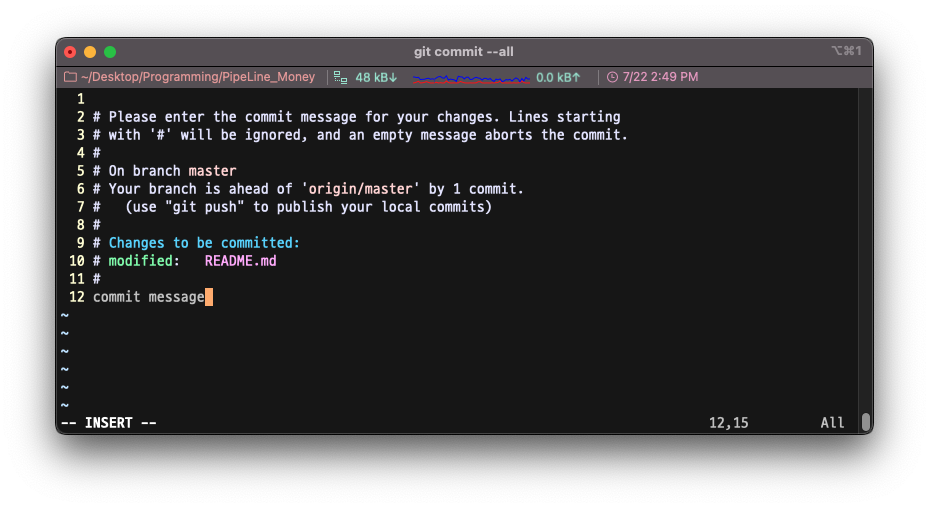 git commit --all
⌥⌘1
~/Desktop/Programming/PipeLine_Money 48 kB↓ 0.0 kB↑ 7/22 2:49 PM
1
2 # Please enter the commit message for your changes. Lines starting
3 # with '#' will be ignored, and an empty message aborts the commit.
4 #
5 # On branch master
6 # Your branch is ahead of 'origin/master' by 1 commit.
7 #   (use "git push" to publish your local commits)
8 #
9 # Changes to be committed:
10 # modified:   README.md
11 #
12 commit message
~
~
~
~
~
~
-- INSERT -- 12,15 All